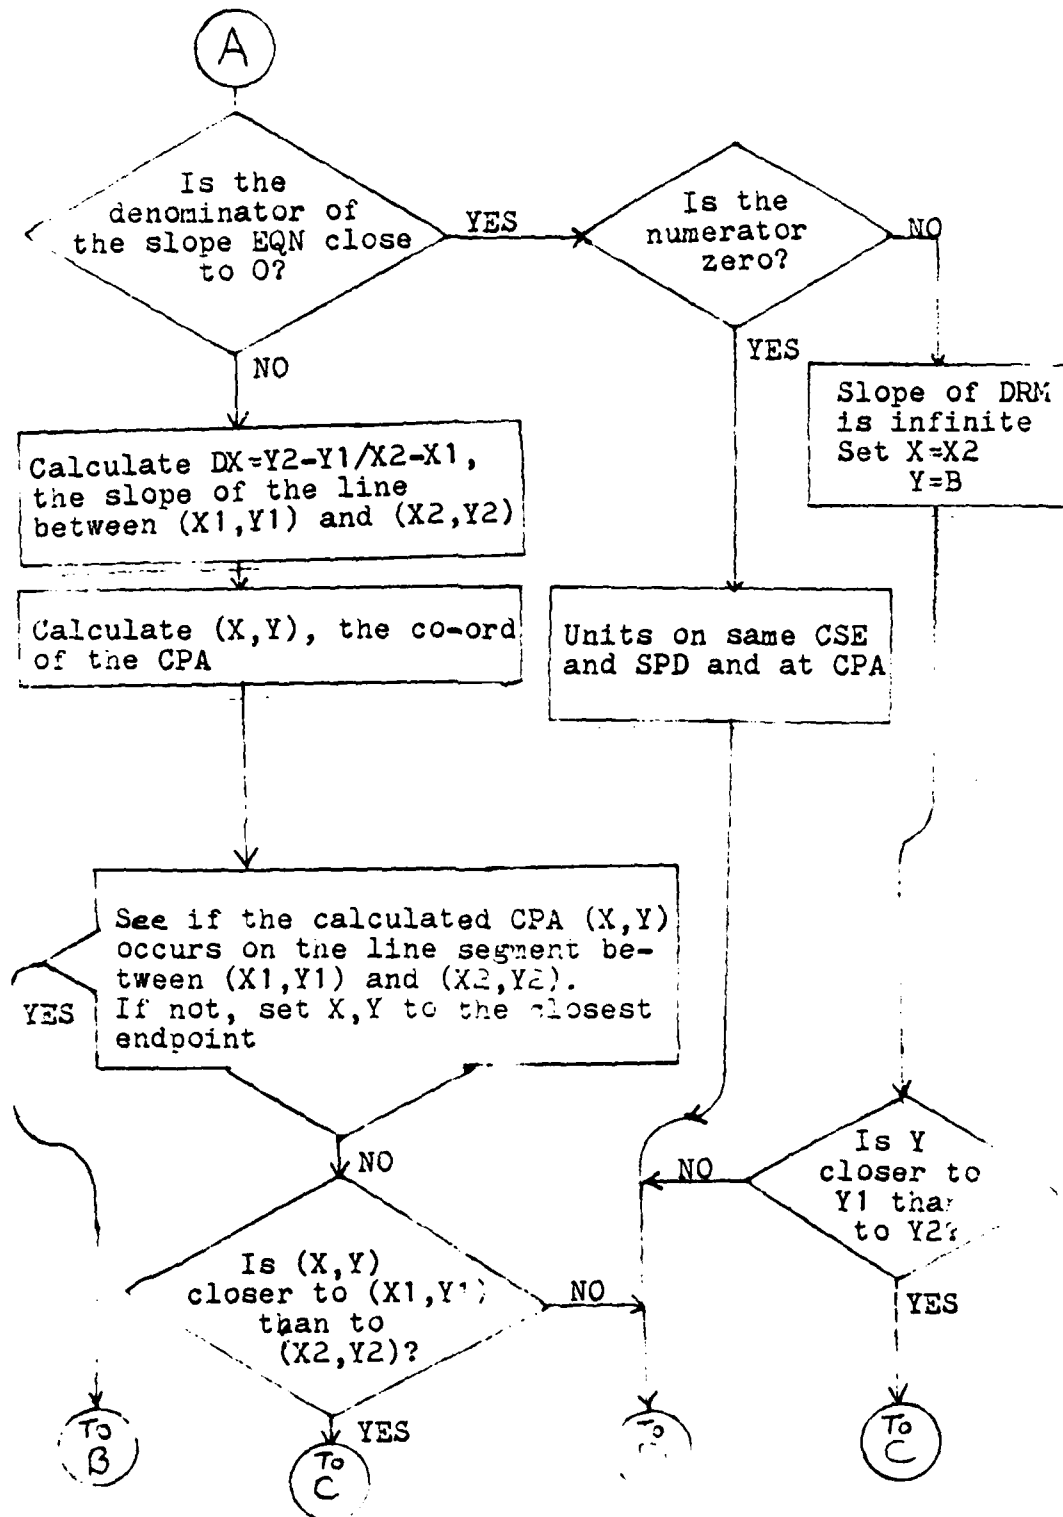 A
Is the
denominator of
the slope EQN close
to 0?
YES
NO
Is the
numerator
zero?
NO
YES
Slope of DRM
is infinite
Set X=X2
Y=B
Calculate DX=Y2-Y1/X2-X1,
the slope of the line
between (X1,Y1) and (X2,Y2)
Calculate (X,Y), the co-ord
of the CPA
Units on same CSE
and SPD and at CPA
See if the calculated CPA (X,Y)
occurs on the line segment be-
tween (X1,Y1) and (X2,Y2).
If not, set X,Y to the closest
endpoint
YES
NO
Is Y
closer to
Y1 than
to Y2?
NO
YES
Is (X,Y)
closer to (X1,Y1)
than to
(X2,Y2)?
NO
YES
To
B
To
C
To
To
C